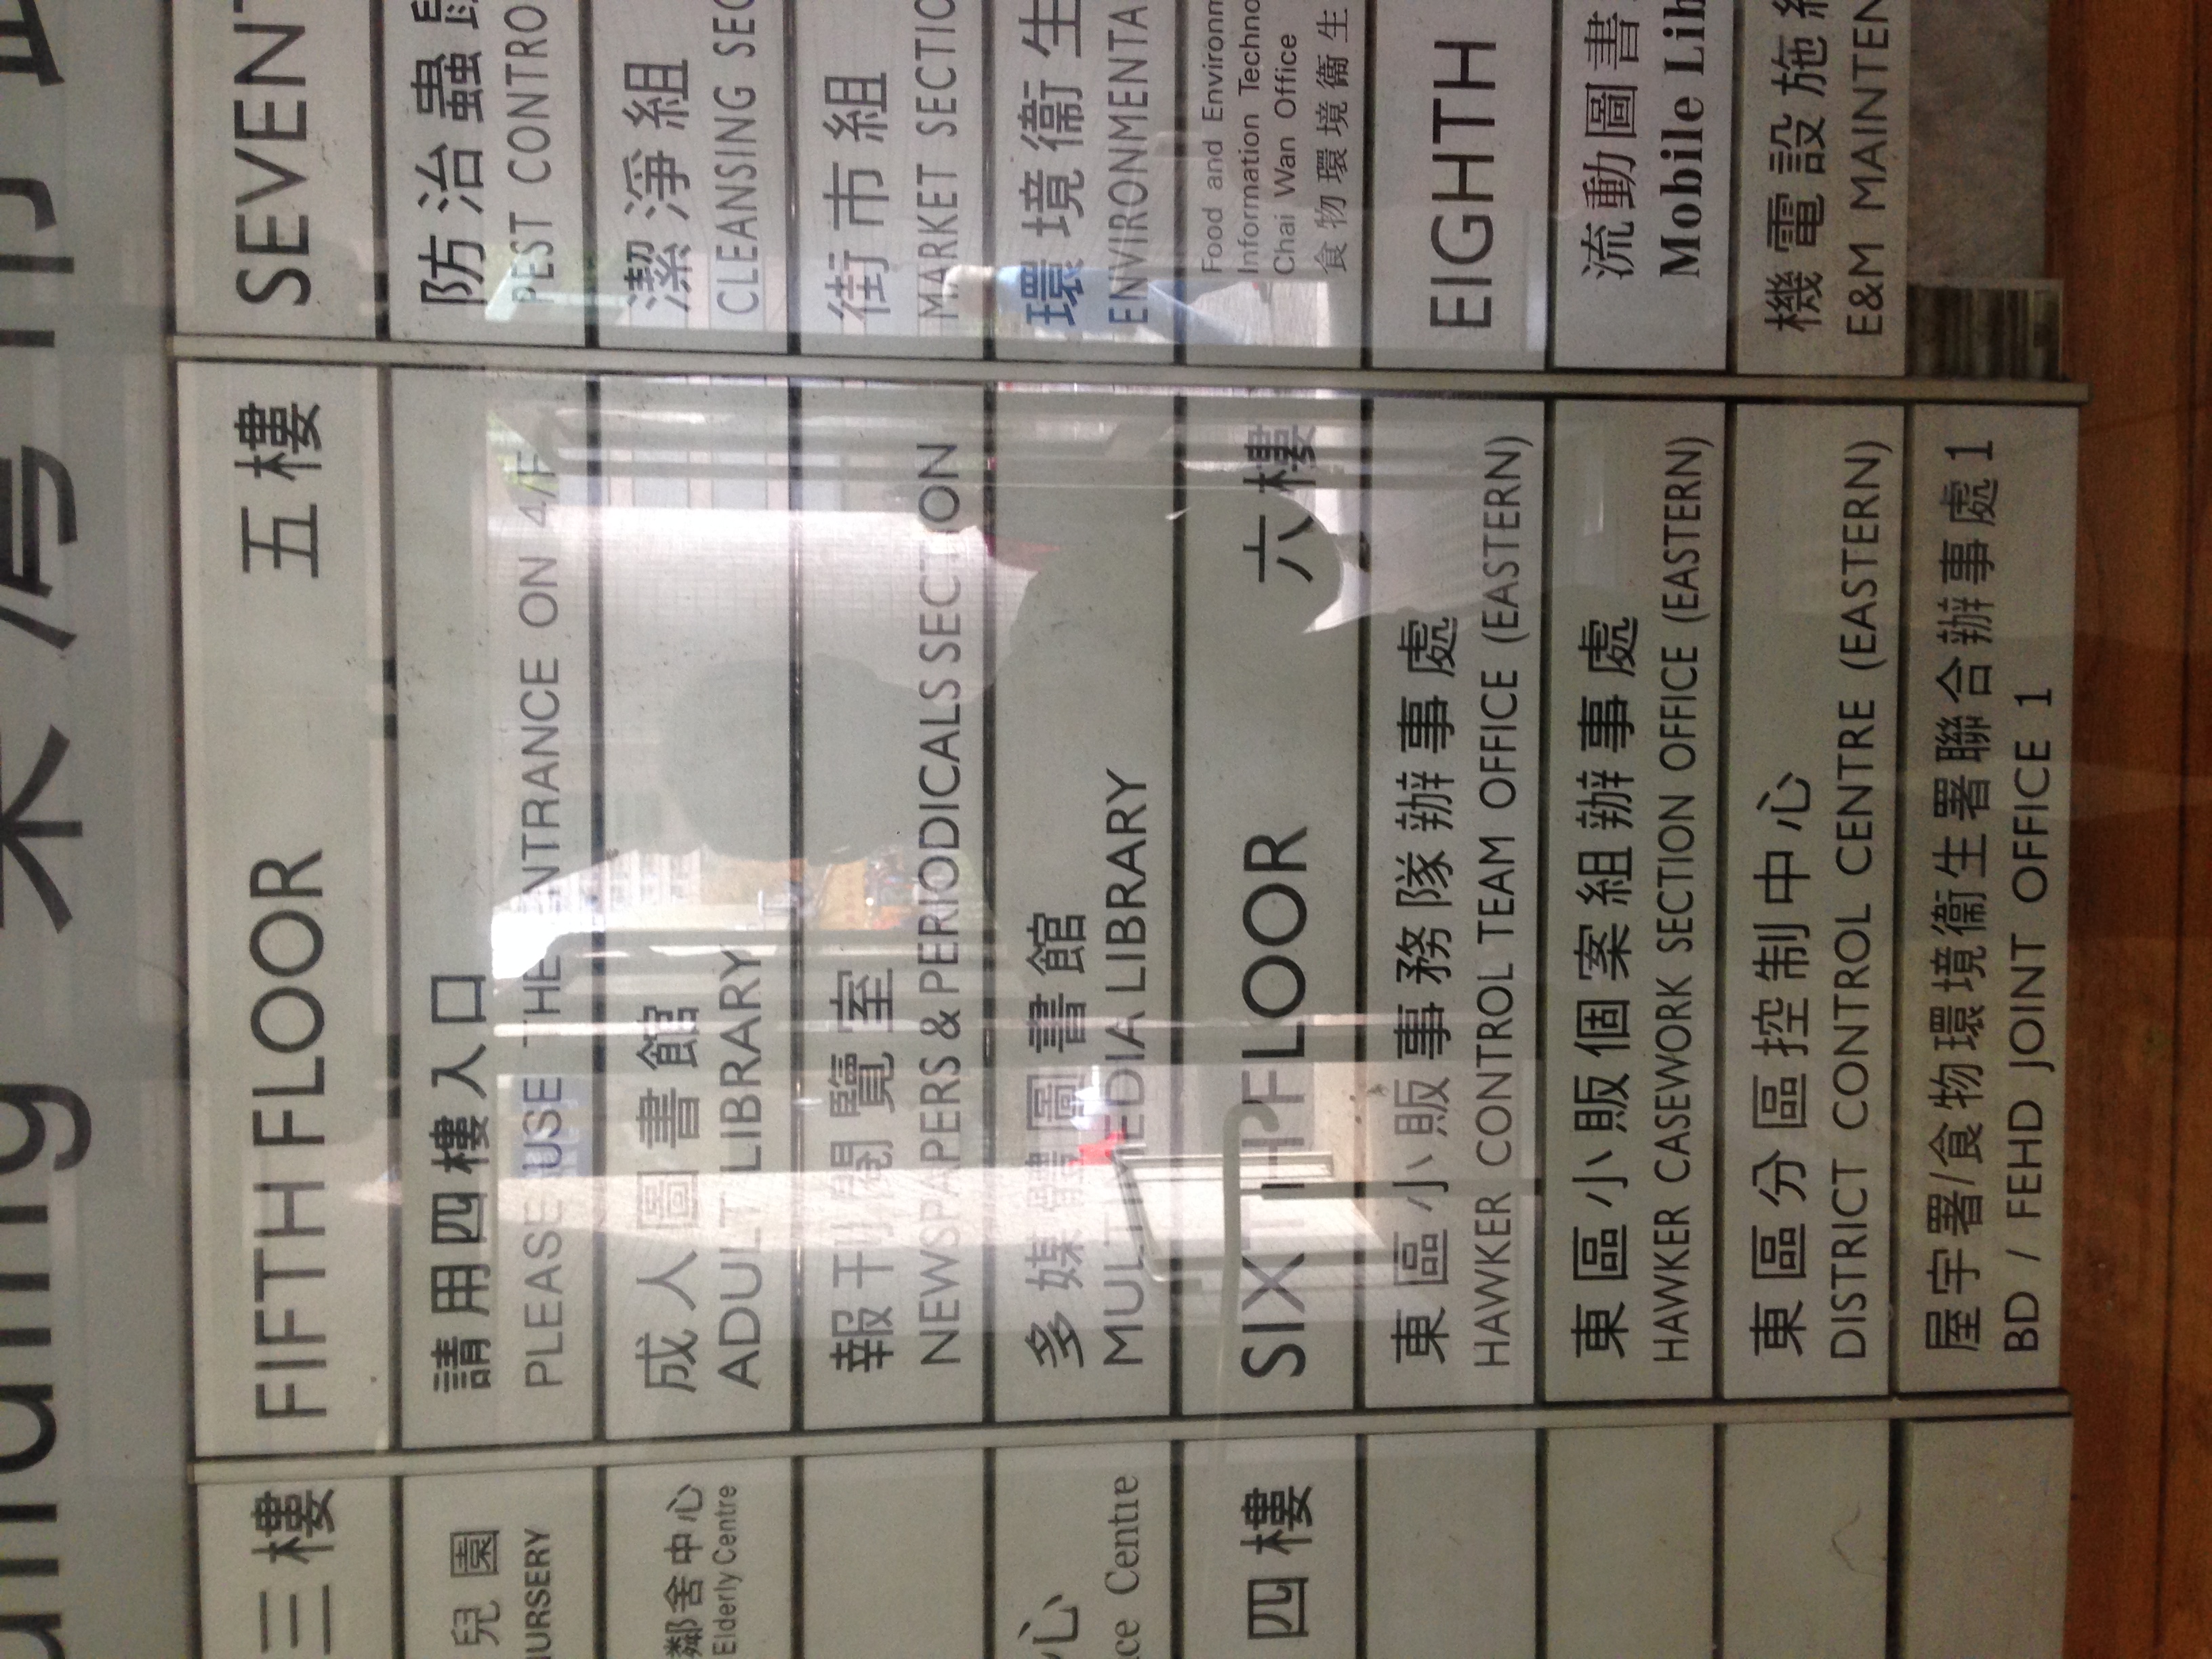 三樓
兒園
Elderly Centre
鄰舍中心
心
Centre
四樓
FIFTH FLOOR 五樓
請用四樓入口
PLEASE USE THE ENTRANCE ON 4/F
成人圖書館
ADULT LIBRARY
報刊閱覽室
NEWSPAPERS & PERIODICALS SECTION
多媒體圖書館
MULTIMEDIA LIBRARY
SIXTH FLOOR 六樓
東區小販事務隊辦事處
HAWKER CONTROL TEAM OFFICE (EASTERN)
東區小販個案組辦事處
HAWKER CASEWORK SECTION OFFICE (EASTERN)
東區分區控制中心
DISTRICT CONTROL CENTRE (EASTERN)
屋宇署/食物環境衞生署聯合辦事處1
BD / FEHD JOINT OFFICE 1
SEVENT
防治蟲
PEST CONTRO
潔淨組
CLEANSING SEC
街市組
MARKET SECTIO
環境衞生
ENVIRONMENTA
Food and Environm
Information Techno
Chai Wan Office
食物環境衞生
EIGHTH
流動圖書
Mobile Lib
機電設施
E&M MAINTEN